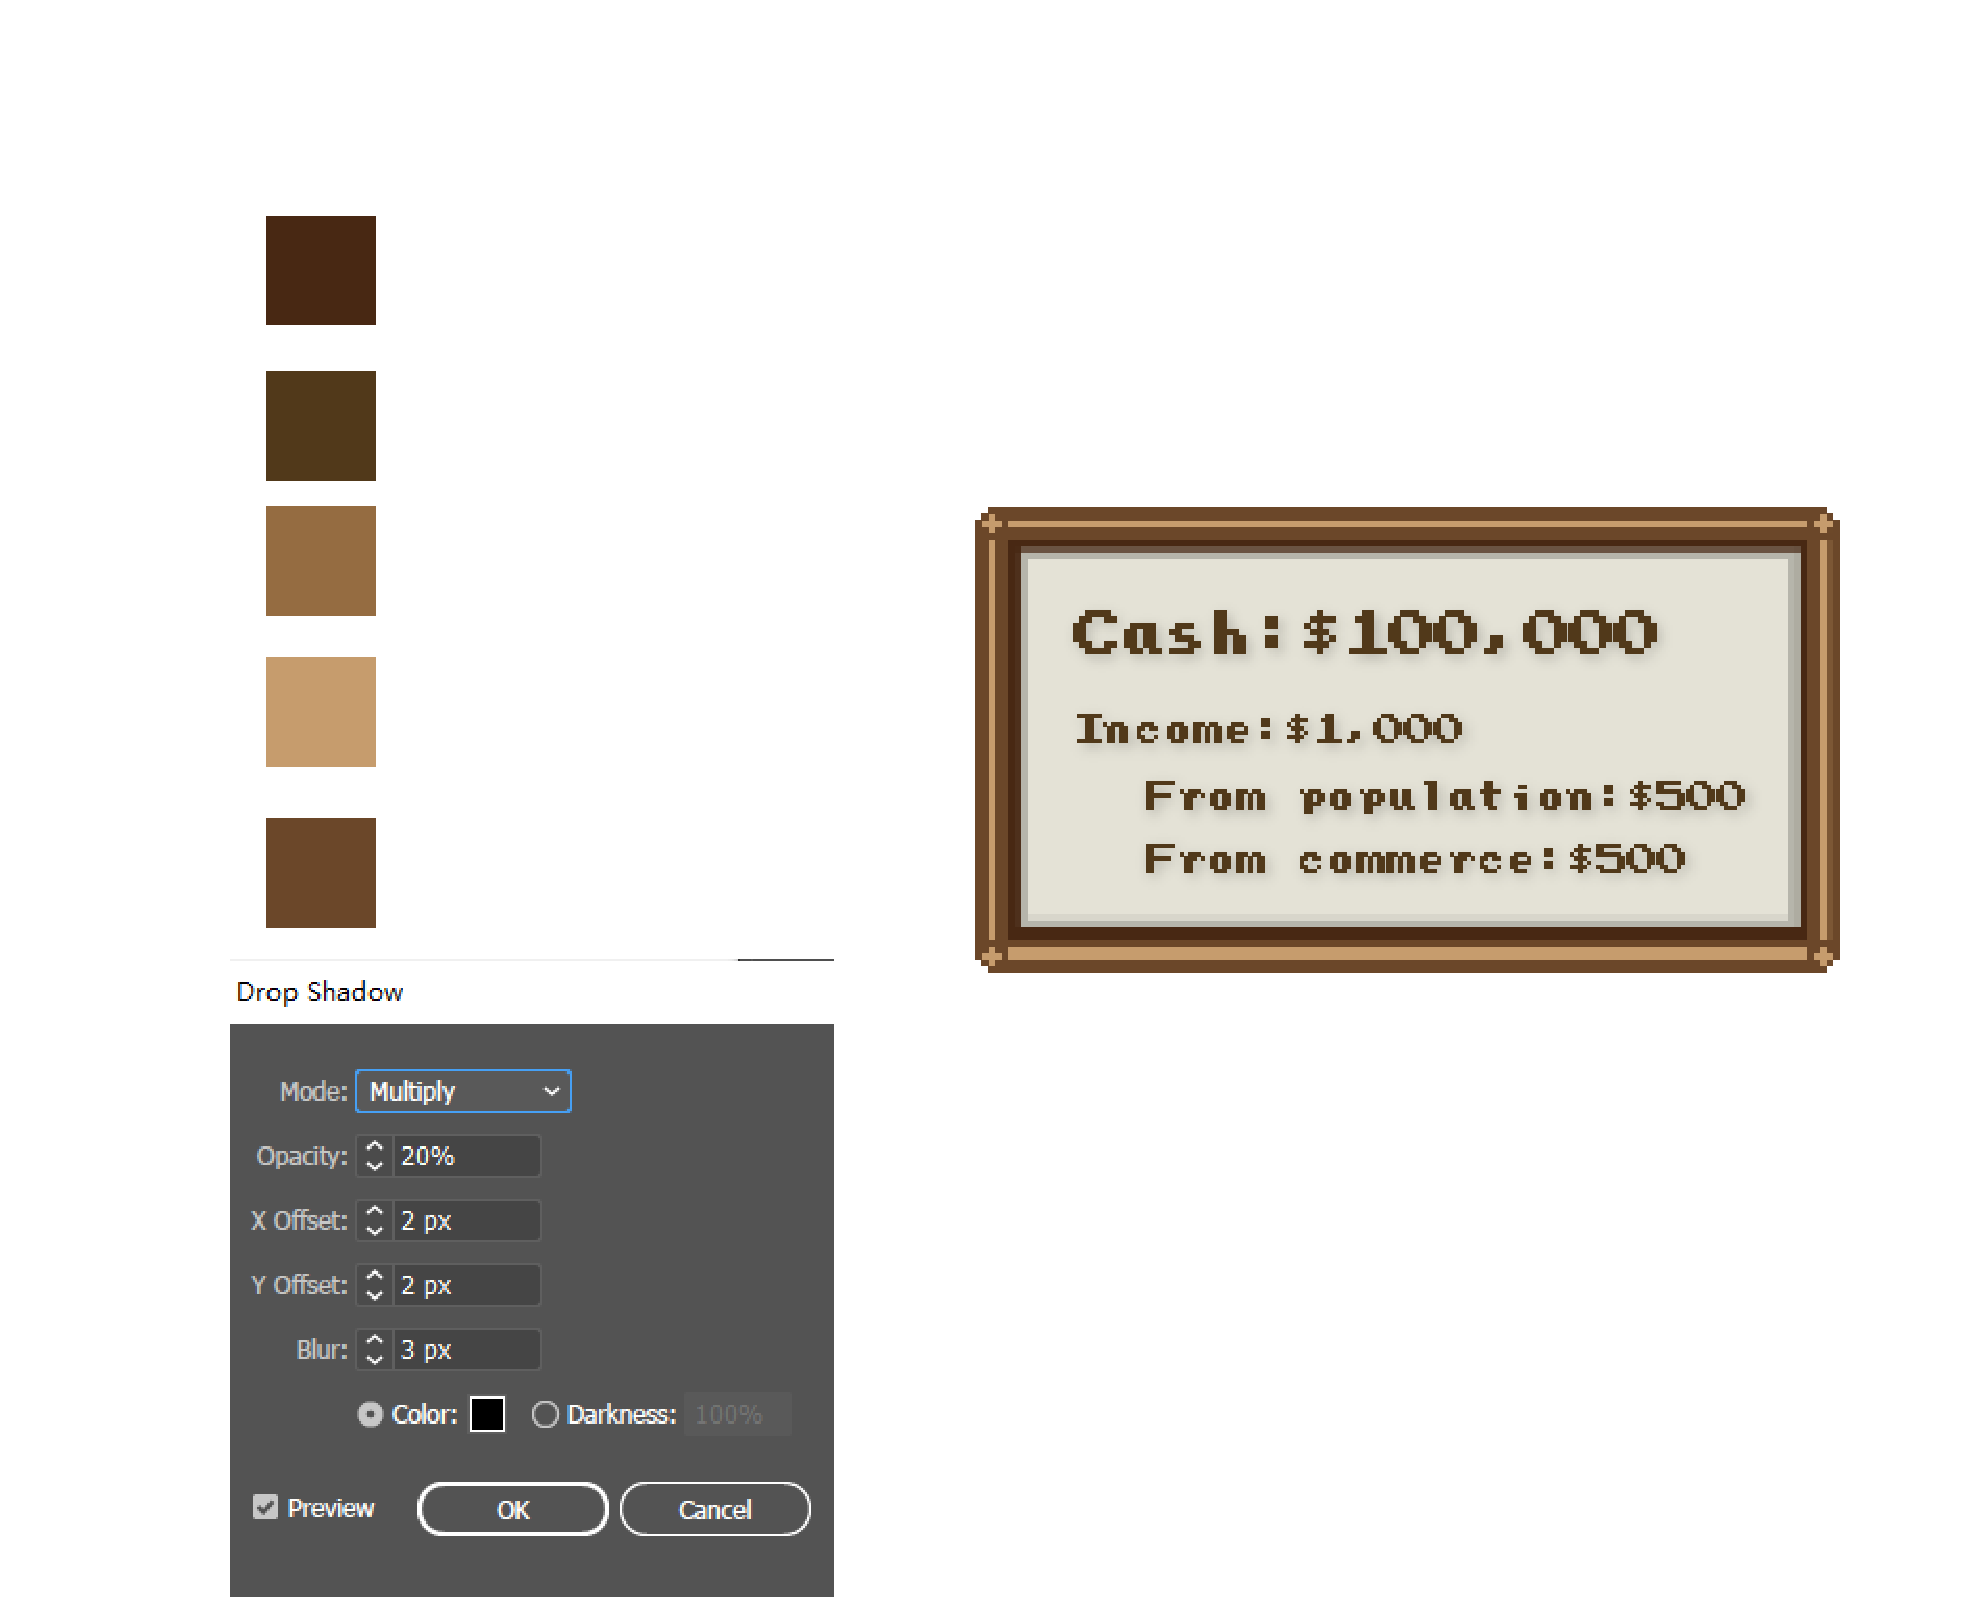 Cash:$100,000
Income:$1,000
From population:$500
From commerce:$500
Drop Shadow
Mode: Multiply
Opacity: 20%
X Offset: 2 px
Y Offset: 2 px
Blur: 3 px
Color: Darkness: 100%
Preview OK Cancel